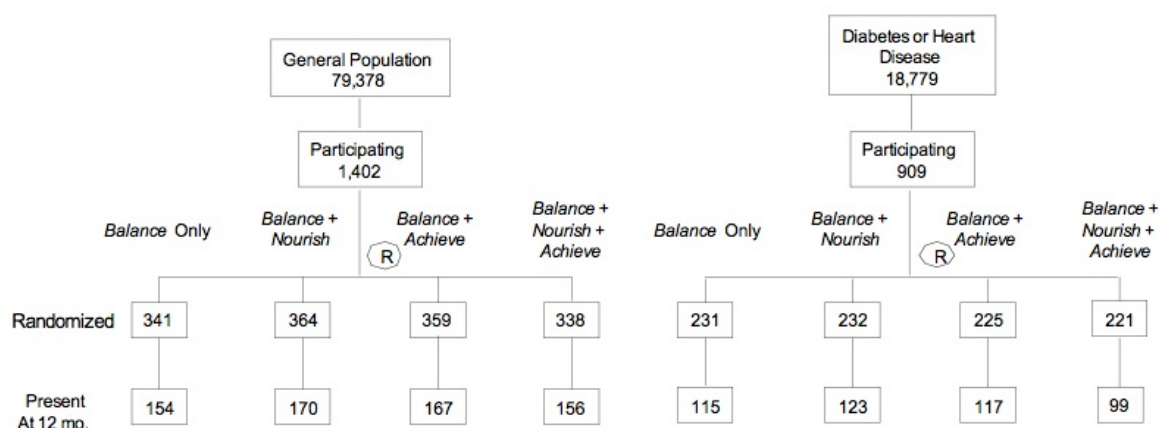 General Population
79,378
Diabetes or Heart
Disease
18,779
Participating
1,402
Participating
909
Balance Only
Balance +
Nourish
Balance +
Achieve
Balance +
Nourish +
Achieve
R
Balance Only
Balance +
Nourish
Balance +
Achieve
Balance +
Nourish +
Achieve
R
Randomized
341
364
359
338
231
232
225
221
Present
At 12 mo.
154
170
167
156
115
123
117
99